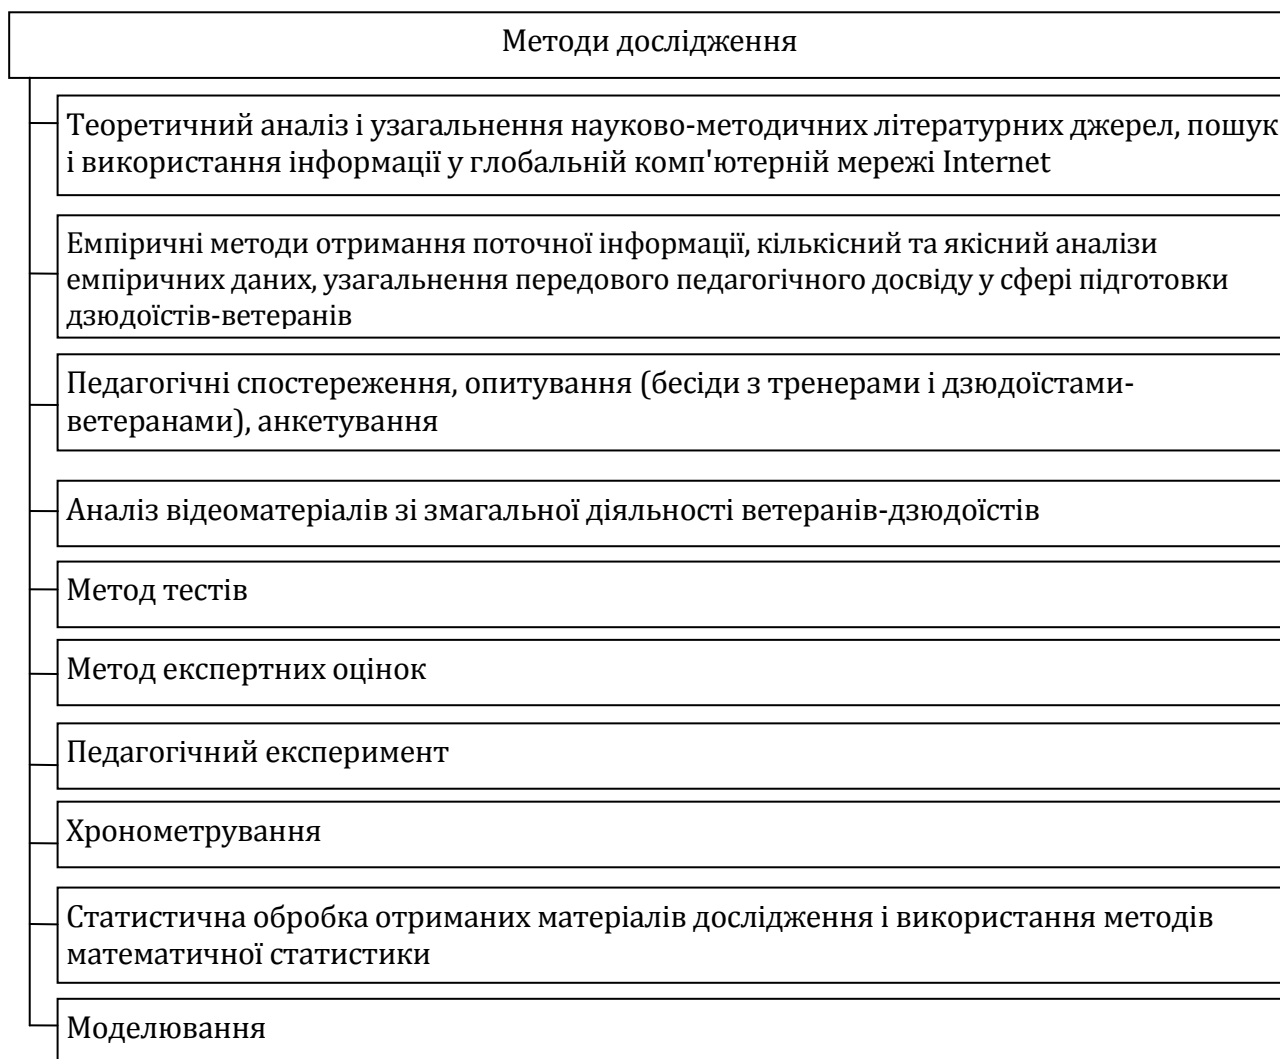 Методи дослідження
Теоретичний аналіз і узагальнення науково-методичних літературних джерел, пошук
і використання інформації у глобальній комп'ютерній мережі Internet
Емпіричні методи отримання поточної інформації, кількісний та якісний аналізи
емпіричних даних, узагальнення передового педагогічного досвіду у сфері підготовки
дзюдоїстів-ветеранів
Педагогічні спостереження, опитування (бесіди з тренерами і дзюдоїстами-
ветеранами), анкетування
Аналіз відеоматеріалів зі змагальної діяльності ветеранів-дзюдоїстів
Метод тестів
Метод експертних оцінок
Педагогічний експеримент
Хронометрування
Статистична обробка отриманих матеріалів дослідження і використання методів
математичної статистики
Моделювання